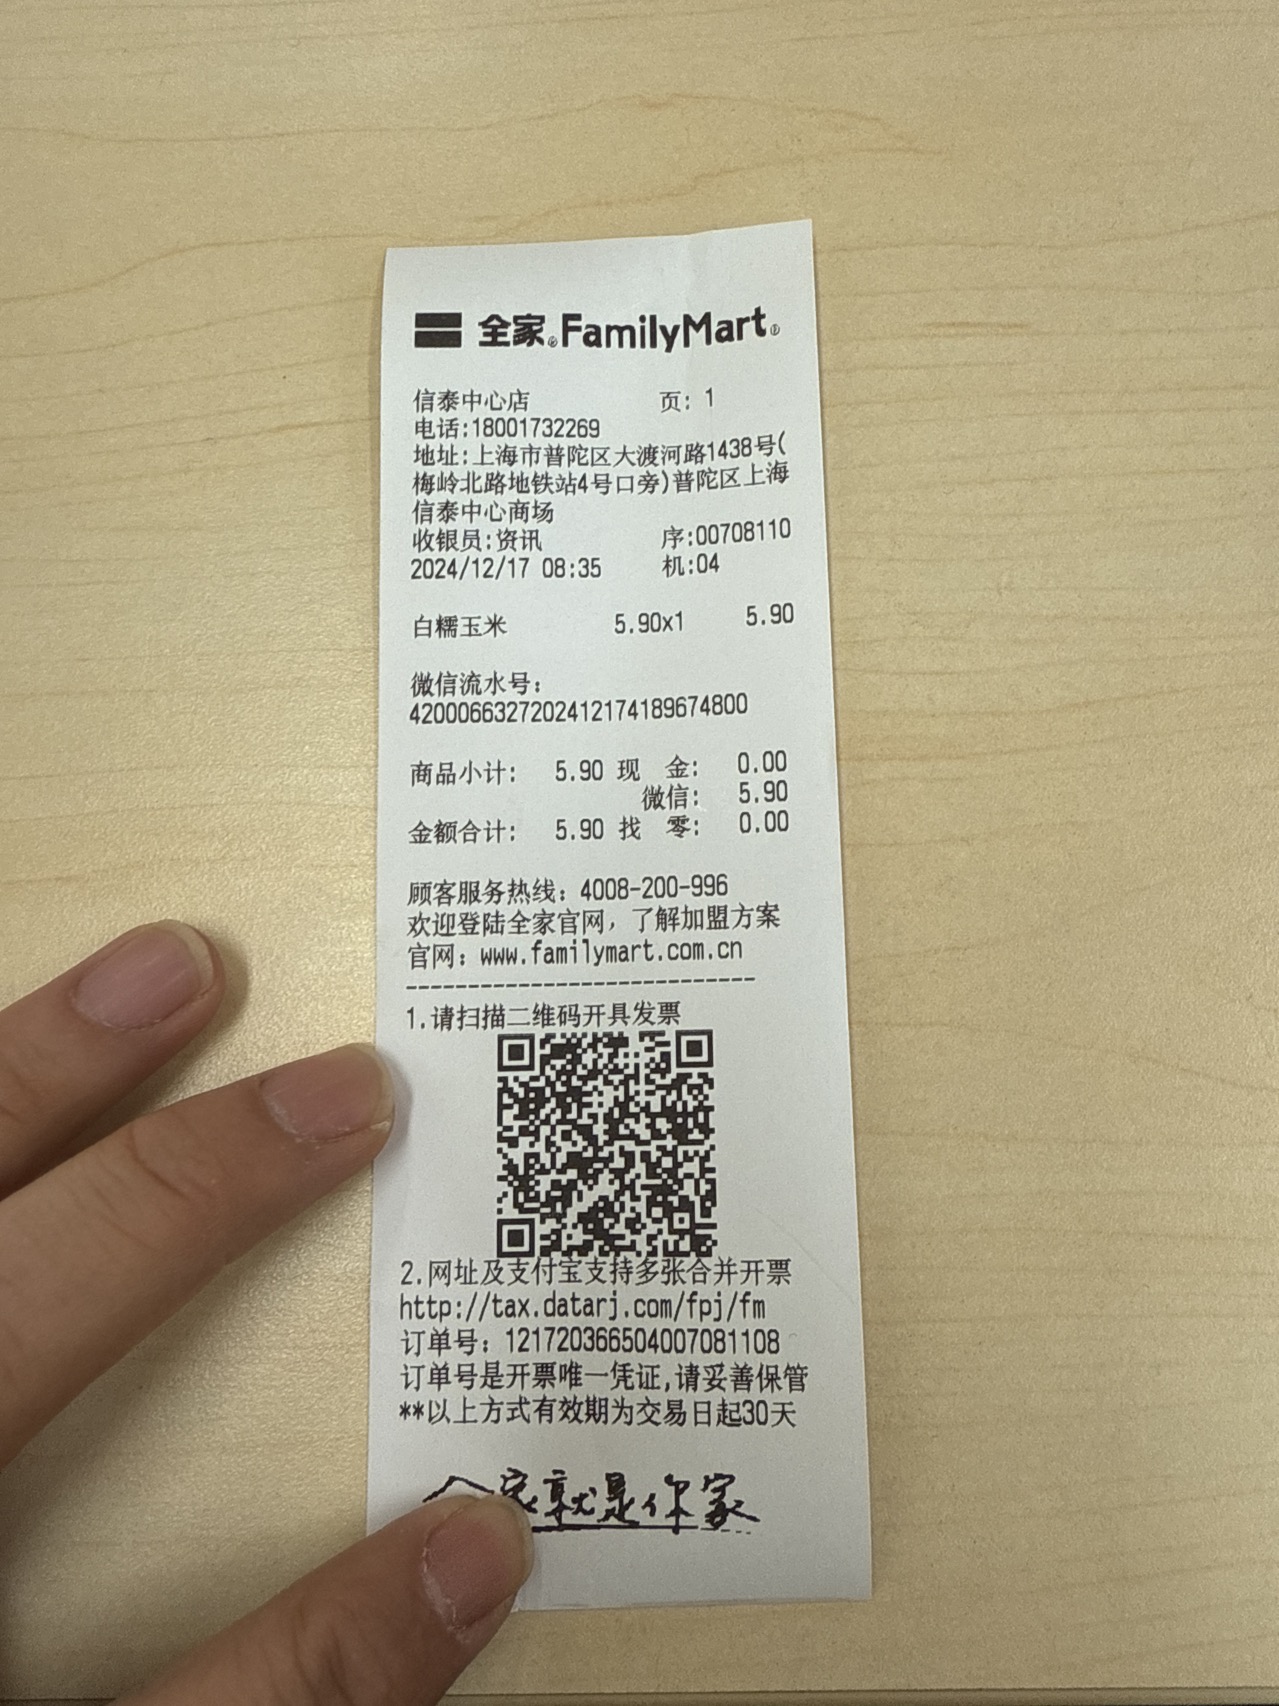 全家®FamilyMart®
信泰中心店 页: 1
电话:18001732269
地址:上海市普陀区大渡河路1438号(
梅岭北路地铁站4号口旁)普陀区上海
信泰中心商场
收银员:资讯 序:00708110
2024/12/17 08:35 机:04
白糯玉米 5.90x1 5.90
微信流水号:
4200066327202412174189674800
商品小计: 5.90 现 金: 0.00
微信: 5.90
金额合计: 5.90 找 零: 0.00
顾客服务热线: 4008-200-996
欢迎登陆全家官网，了解加盟方案
官网: www.familymart.com.cn
1.请扫描二维码开具发票
2.网址及支付宝支持多张合并开票
http://tax.datarj.com/fpj/fm
订单号: 121720366504007081108
订单号是开票唯一凭证,请妥善保管
**以上方式有效期为交易日起30天
家就是你家